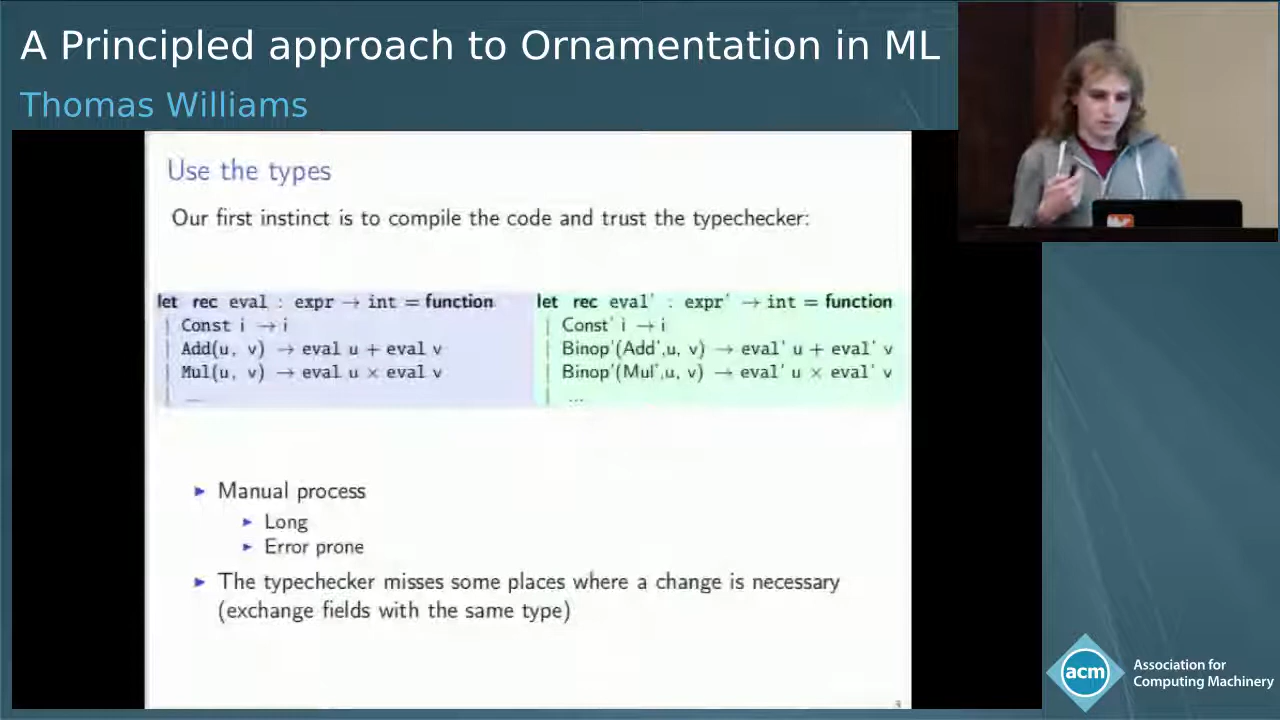 A Principled approach to Ornamentation in ML
Thomas Williams
Use the types
Our first instinct is to compile the code and trust the typechecker:
let rec eval : expr → int = function
| Const i → i
| Add(u, v) → eval u + eval v
| Mul(u, v) → eval u × eval v
| ...
let rec eval' : expr' → int = function
| Const' i → i
| Binop'(Add',u, v) → eval' u + eval' v
| Binop'(Mul',u, v) → eval' u × eval' v
| ...
► Manual process
► Long
► Error prone
► The typechecker misses some places where a change is necessary
(exchange fields with the same type)
acm
Association for
Computing Machinery